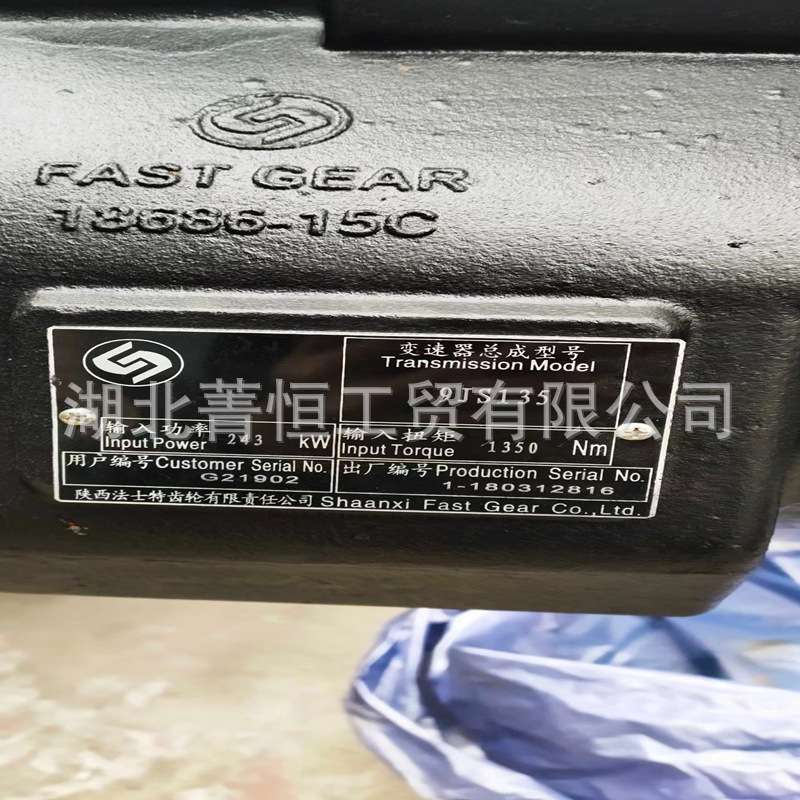 FAST GEAR
18686-15C
变速器总成型号
Transmission Model
9JS135
湖北菁恒工贸有限公司
输入功率
Input Power 243 kW
输入扭矩
Input Torque 1350 Nm
用户编号 Customer Serial No.
G21902
出厂编号 Production Serial No.
1-180312816
陕西法士特齿轮有限责任公司 Shaanxi Fast Gear Co.,Ltd.